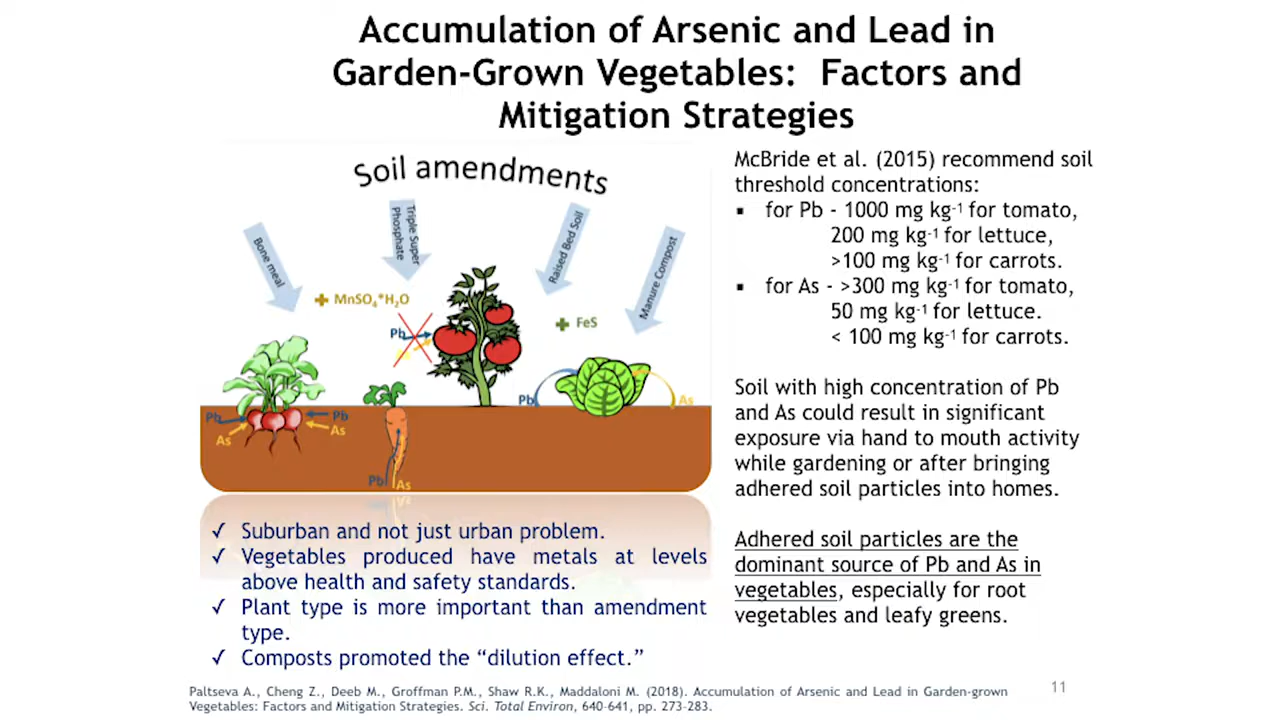 Accumulation of Arsenic and Lead in
Garden-Grown Vegetables: Factors and
Mitigation Strategies
Soil amendments
Bone meal
Triple Super
Phosphate
Raised Bed Soil
Manure Compost
+ MnSO₄*H₂O
Pb
+ FeS
Pb
As
Pb
As
Pb
As
Pb
As
McBride et al. (2015) recommend soil
threshold concentrations:
▪ for Pb - 1000 mg kg⁻¹ for tomato,
200 mg kg⁻¹ for lettuce,
>100 mg kg⁻¹ for carrots.
▪ for As - >300 mg kg⁻¹ for tomato,
50 mg kg⁻¹ for lettuce.
< 100 mg kg⁻¹ for carrots.
Soil with high concentration of Pb
and As could result in significant
exposure via hand to mouth activity
while gardening or after bringing
adhered soil particles into homes.
Adhered soil particles are the
dominant source of Pb and As in
vegetables, especially for root
vegetables and leafy greens.
✓ Suburban and not just urban problem.
✓ Vegetables produced have metals at levels
above health and safety standards.
✓ Plant type is more important than amendment
type.
✓ Composts promoted the “dilution effect.”
Paltseva A., Cheng Z., Deeb M., Groffman P.M., Shaw R.K., Maddaloni M. (2018). Accumulation of Arsenic and Lead in Garden-grown
Vegetables: Factors and Mitigation Strategies. Sci. Total Environ, 640-641, pp. 273-283.
11